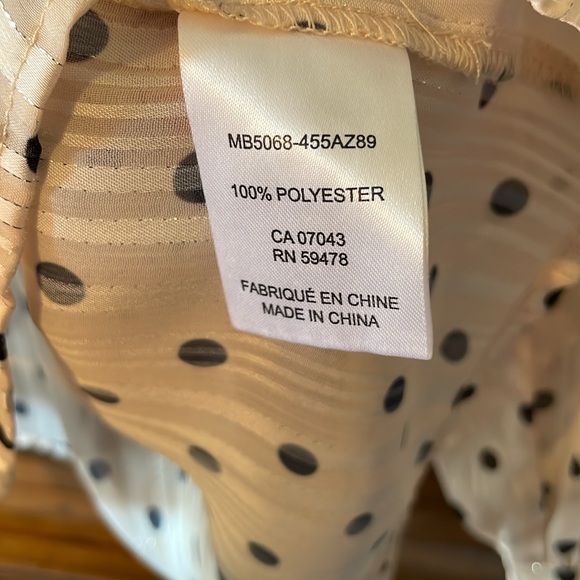 MB5068-455AZ89
100% POLYESTER
CA 07043
RN 59478
FABRIQUÉ EN CHINE
MADE IN CHINA